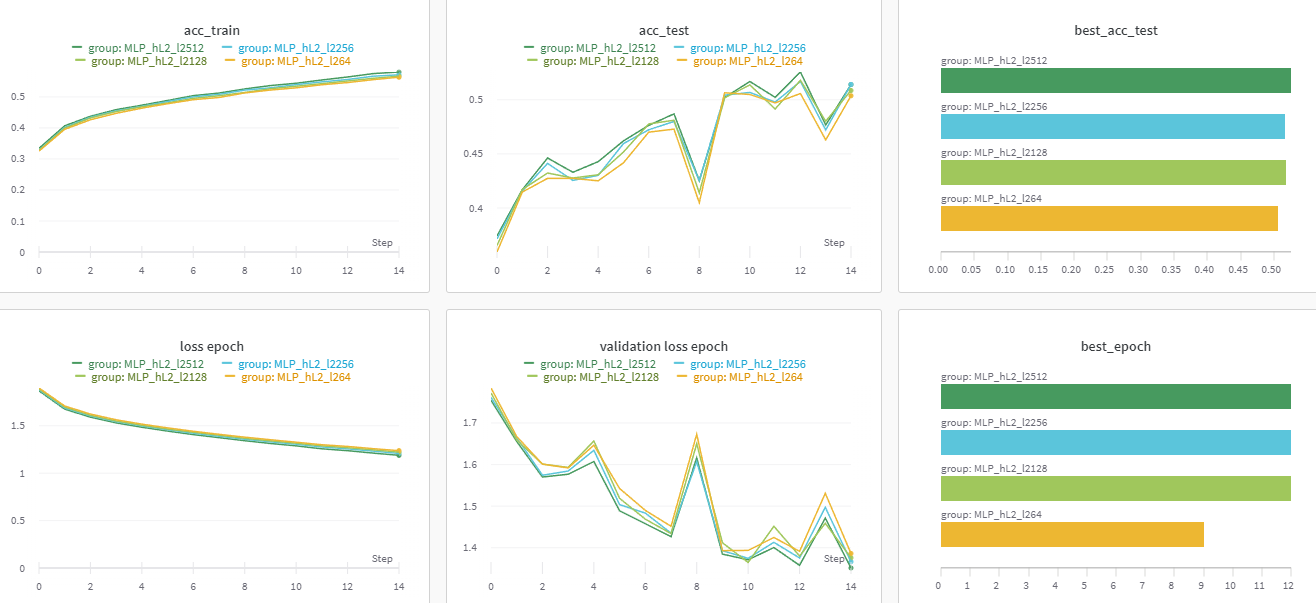 acc_train
group: MLP_hL2_l2512 group: MLP_hL2_l2256
group: MLP_hL2_l2128 group: MLP_hL2_l264
0.5
0.4
0.3
0.2
0.1
0
Step
0 2 4 6 8 10 12 14
acc_test
group: MLP_hL2_l2512 group: MLP_hL2_l2256
group: MLP_hL2_l2128 group: MLP_hL2_l264
0.5
0.45
0.4
Step
0 2 4 6 8 10 12 14
best_acc_test
group: MLP_hL2_l2512
group: MLP_hL2_l2256
group: MLP_hL2_l2128
group: MLP_hL2_l264
0.00 0.05 0.10 0.15 0.20 0.25 0.30 0.35 0.40 0.45 0.50
loss epoch
group: MLP_hL2_l2512 group: MLP_hL2_l2256
group: MLP_hL2_l2128 group: MLP_hL2_l264
1.5
1
0.5
0
Step
0 2 4 6 8 10 12 14
validation loss epoch
group: MLP_hL2_l2512 group: MLP_hL2_l2256
group: MLP_hL2_l2128 group: MLP_hL2_l264
1.7
1.6
1.5
1.4
Step
0 2 4 6 8 10 12 14
best_epoch
group: MLP_hL2_l2512
group: MLP_hL2_l2256
group: MLP_hL2_l2128
group: MLP_hL2_l264
0 1 2 3 4 5 6 7 8 9 10 11 12